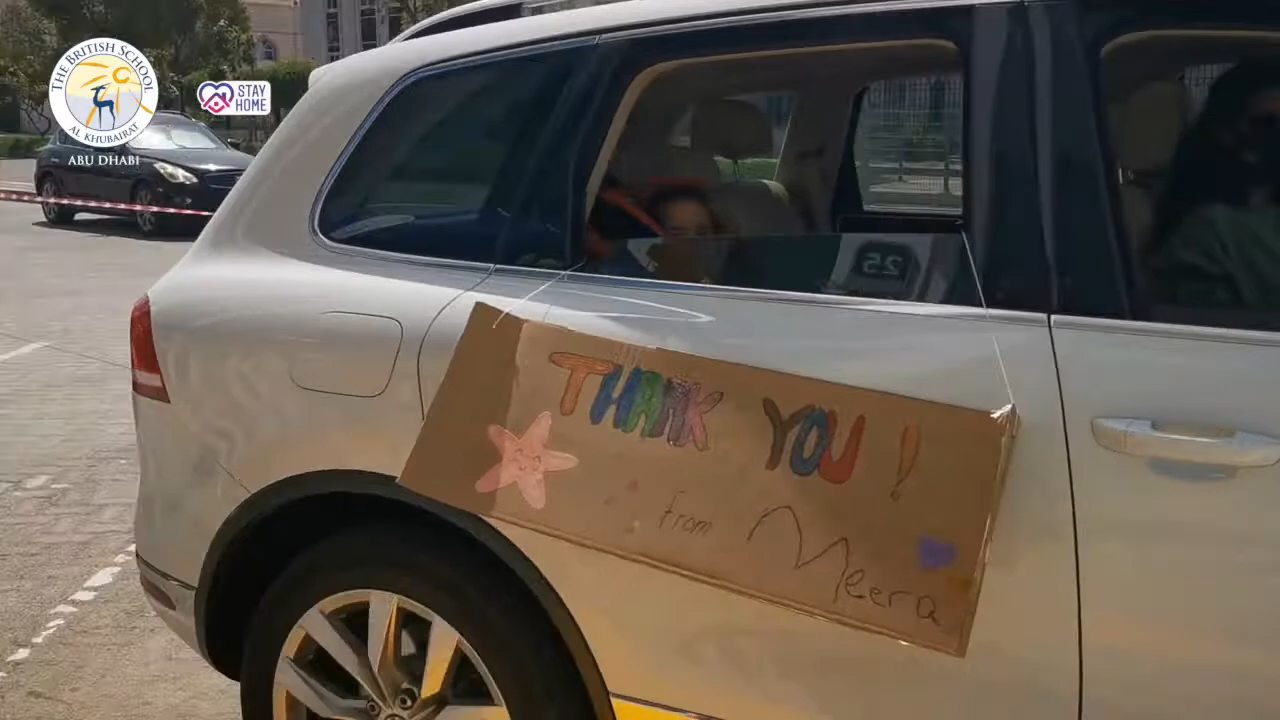 THE BRITISH SCHOOL
AL KHUBAIRAT
ABU DHABI
STAY
HOME
25
THANK YOU !
from Meera